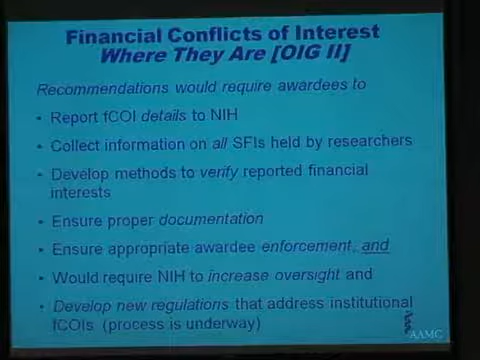 Financial Conflicts of Interest
Where They Are [OIG II]
Recommendations would require awardees to
• Report fCOI details to NIH
• Collect information on all SFIs held by researchers
• Develop methods to verify reported financial
interests
• Ensure proper documentation
• Ensure appropriate awardee enforcement, and
• Would require NIH to increase oversight and
• Develop new regulations that address institutional
fCOIs (process is underway)
AAMC